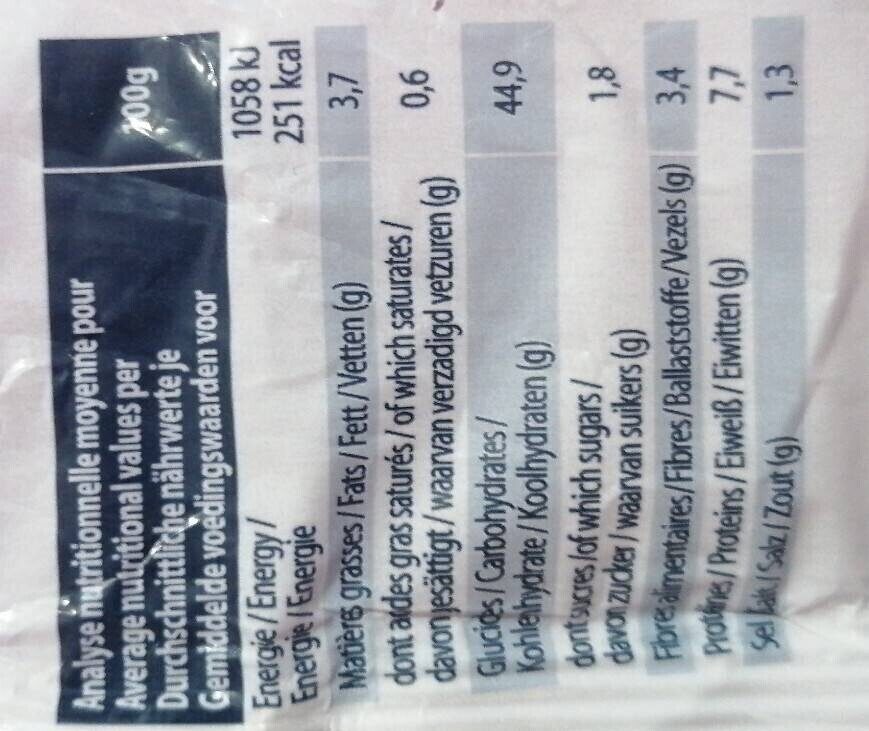 Analyse nutritionnelle moyenne pour
Average nutritional values per
Durchschnittliche nährwerte je
Gemiddelde voedingswaarden voor
100g
Energie / Energy /
Energie / Energie
1058 kJ
251 kcal
Matières grasses / Fats / Fett / Vetten (g) 3,7
dont acides gras saturés / of which saturates /
davon jesättigt / waarvan verzadigd vetzuren (g)
0,6
Glucides / Carbohydrates /
Kohlehydrate / Koolhydraten (g)
44,9
dont sucres / of which sugars /
davon zucker / waarvan suikers (g)
1,8
Fibres alimentaires / Fibres / Ballaststoffe / Vezels (g) 3,4
Protéines / Proteins / Eiweiß / Eiwitten (g) 7,7
Sel / Salt / Salz / Zout (g) 1,3